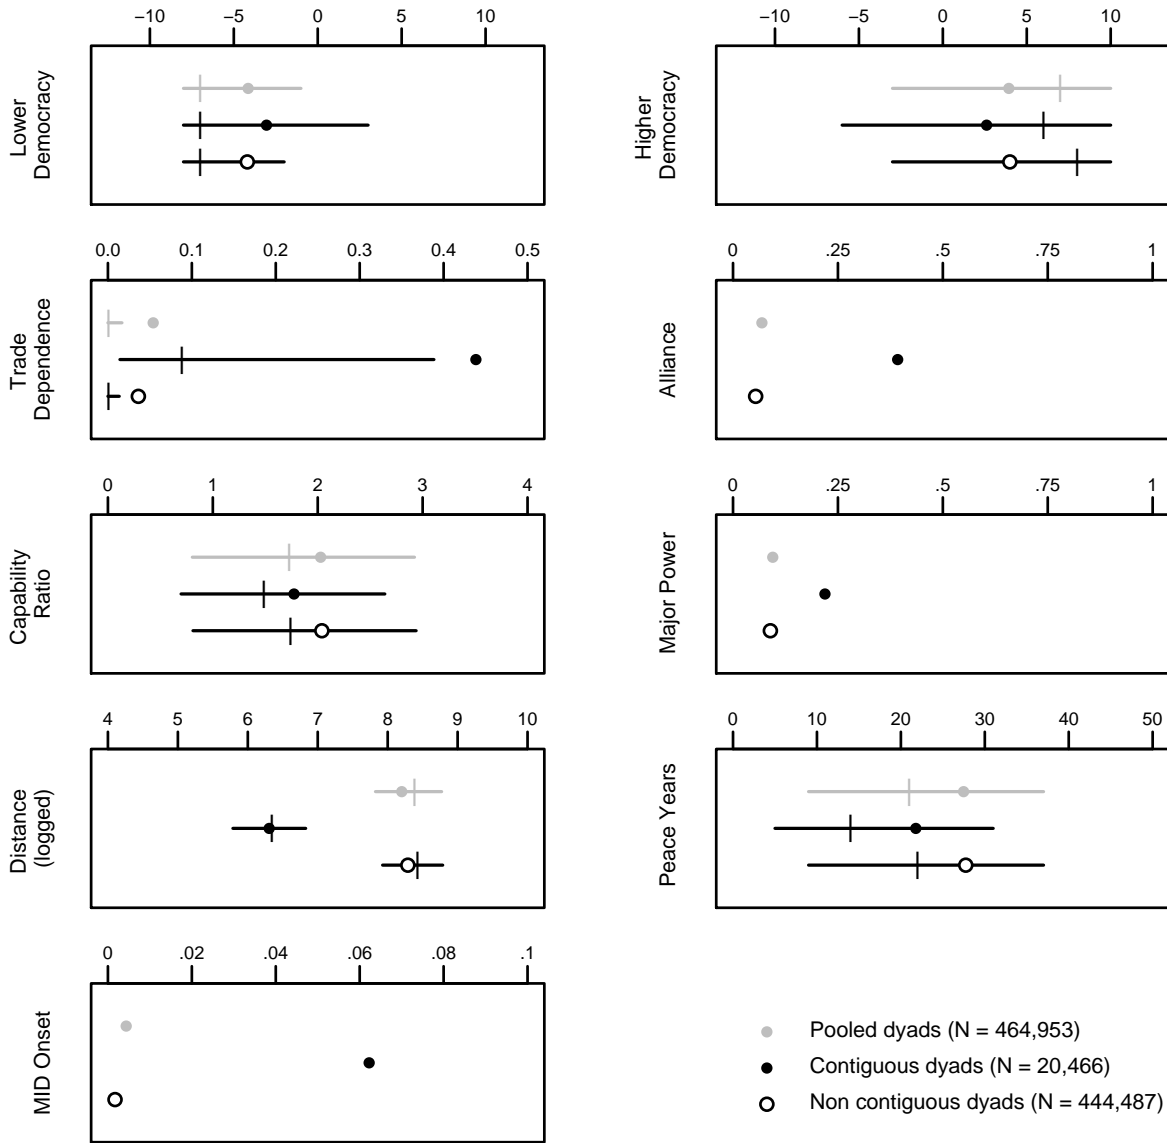 −10 −5 0 5 10
Lower
Democracy
−10 −5 0 5 10
Higher
Democracy
0.0 0.1 0.2 0.3 0.4 0.5
Trade
Dependence
0 .25 .5 .75 1
Alliance
0 1 2 3 4
Capability
Ratio
0 .25 .5 .75 1
Major Power
4 5 6 7 8 9 10
Distance
(logged)
0 10 20 30 40 50
Peace Years
0 .02 .04 .06 .08 .1
MID Onset
Pooled dyads (N = 464,953)
Contiguous dyads (N = 20,466)
Non contiguous dyads (N = 444,487)